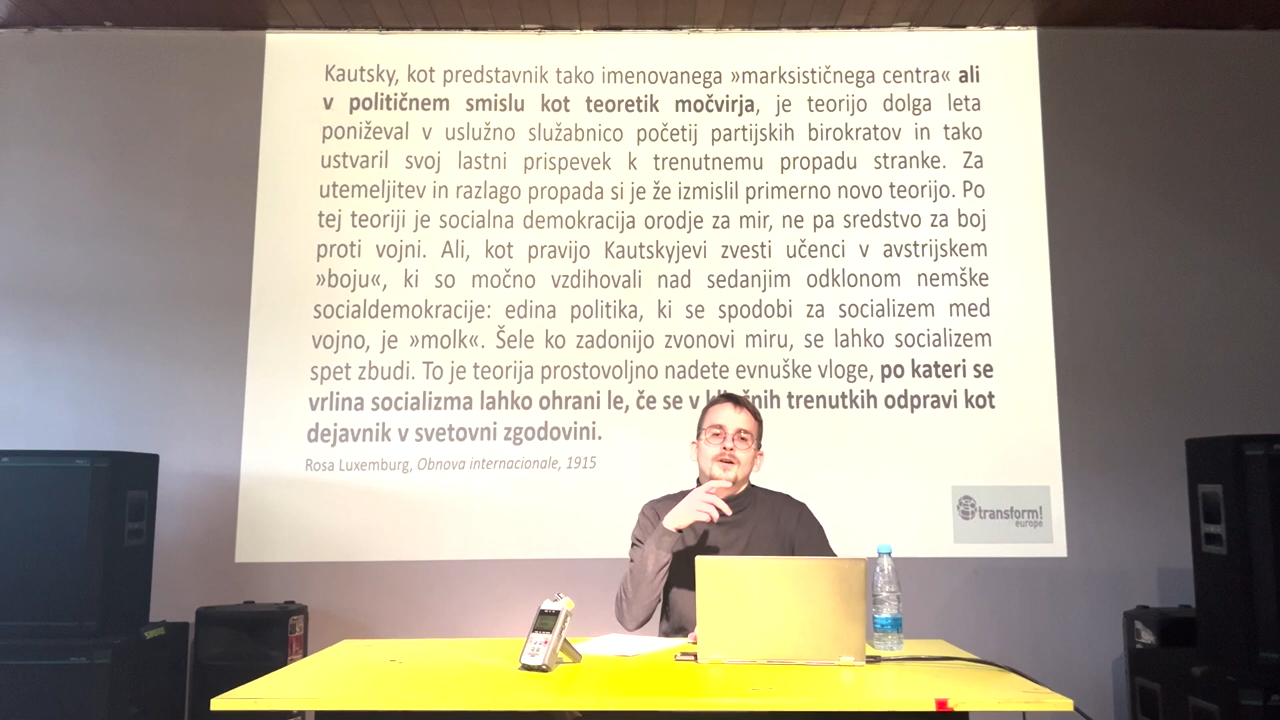 Kautsky, kot predstavnik tako imenovanega »marksističnega centra« ali
v političnem smislu kot teoretik močvirja, je teorijo dolga leta
poniževal v uslužno služabnico početij partijskih birokratov in tako
ustvaril svoj lastni prispevek k trenutnemu propadu stranke. Za
utemeljitev in razlago propada si je že izmislil primerno novo teorijo. Po
tej teoriji je socialna demokracija orodje za mir, ne pa sredstvo za boj
proti vojni. Ali, kot pravijo Kautskyjevi zvesti učenci v avstrijskem
»boju«, ki so močno vzdihovali nad sedanjim odklonom nemške
socialdemokracije: edina politika, ki se spodobi za socializem med
vojno, je »molk«. Šele ko zadonijo zvonovi miru, se lahko socializem
spet zbudi. To je teorija prostovoljno nadete evnuške vloge, po kateri se
vrlina socializma lahko ohrani le, če se v trenutkih odpravi kot
dejavnik v svetovni zgodovini.
Rosa Luxemburg, Obnova internacionale, 1915
transform!
europe